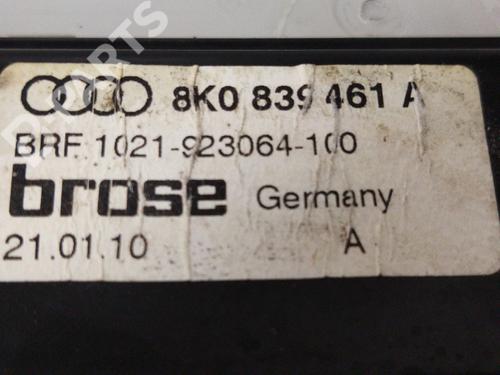 8K0 839 461 A
BRF 1021-923064-100
brose Germany
21.01.10 A